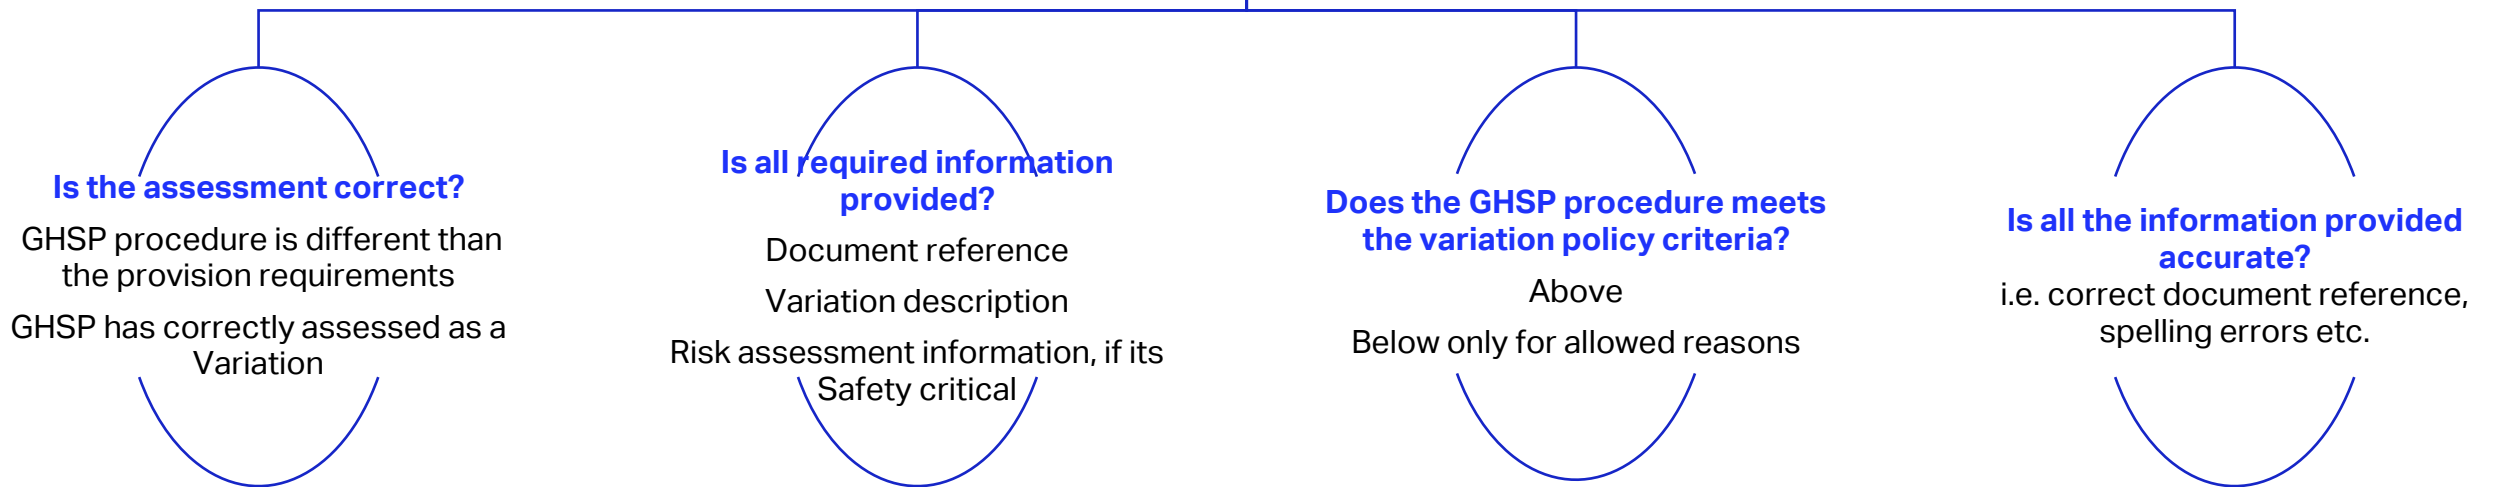 Is the assessment correct?
GHSP procedure is different than
the provision requirements
GHSP has correctly assessed as a
Variation
Is all required information
provided?
Document reference
Variation description
Risk assessment information, if its
Safety critical
Does the GHSP procedure meets
the variation policy criteria?
Above
Below only for allowed reasons
Is all the information provided
accurate?
i.e. correct document reference,
spelling errors etc.